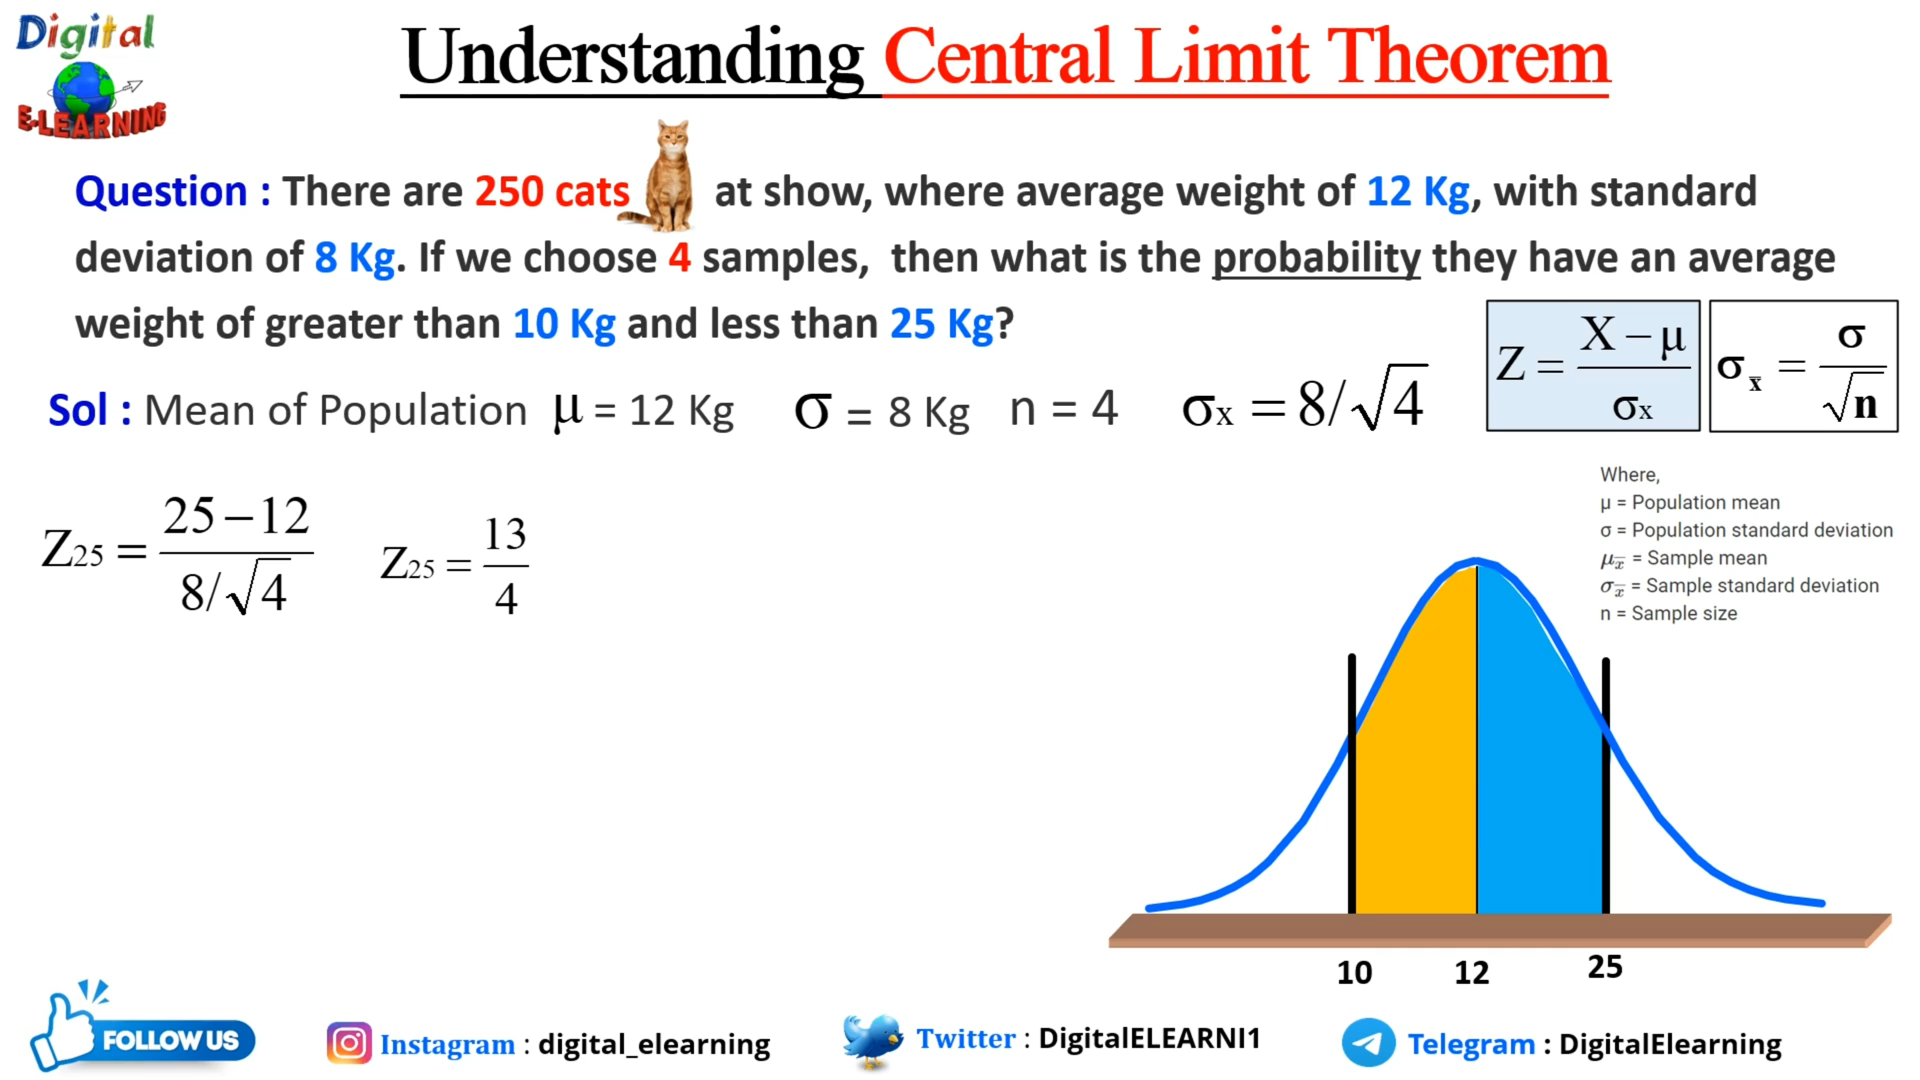 Digital
E-LEARNING
Understanding Central Limit Theorem
Question : There are 250 cats at show, where average weight of 12 Kg, with standard
deviation of 8 Kg. If we choose 4 samples, then what is the probability they have an average
weight of greater than 10 Kg and less than 25 Kg?
Z = (X − μ) / σx
σx̅ = σ / √n
Sol : Mean of Population μ = 12 Kg σ = 8 Kg n = 4 σx = 8/√4
Z25 = (25 − 12) / (8/√4)
Z25 = 13 / 4
Where,
μ = Population mean
σ = Population standard deviation
μx̅ = Sample mean
σx̅ = Sample standard deviation
n = Sample size
10 12 25
FOLLOW US
Instagram : digital_elearning
Twitter : DigitalELEARNI1
Telegram : DigitalElearning